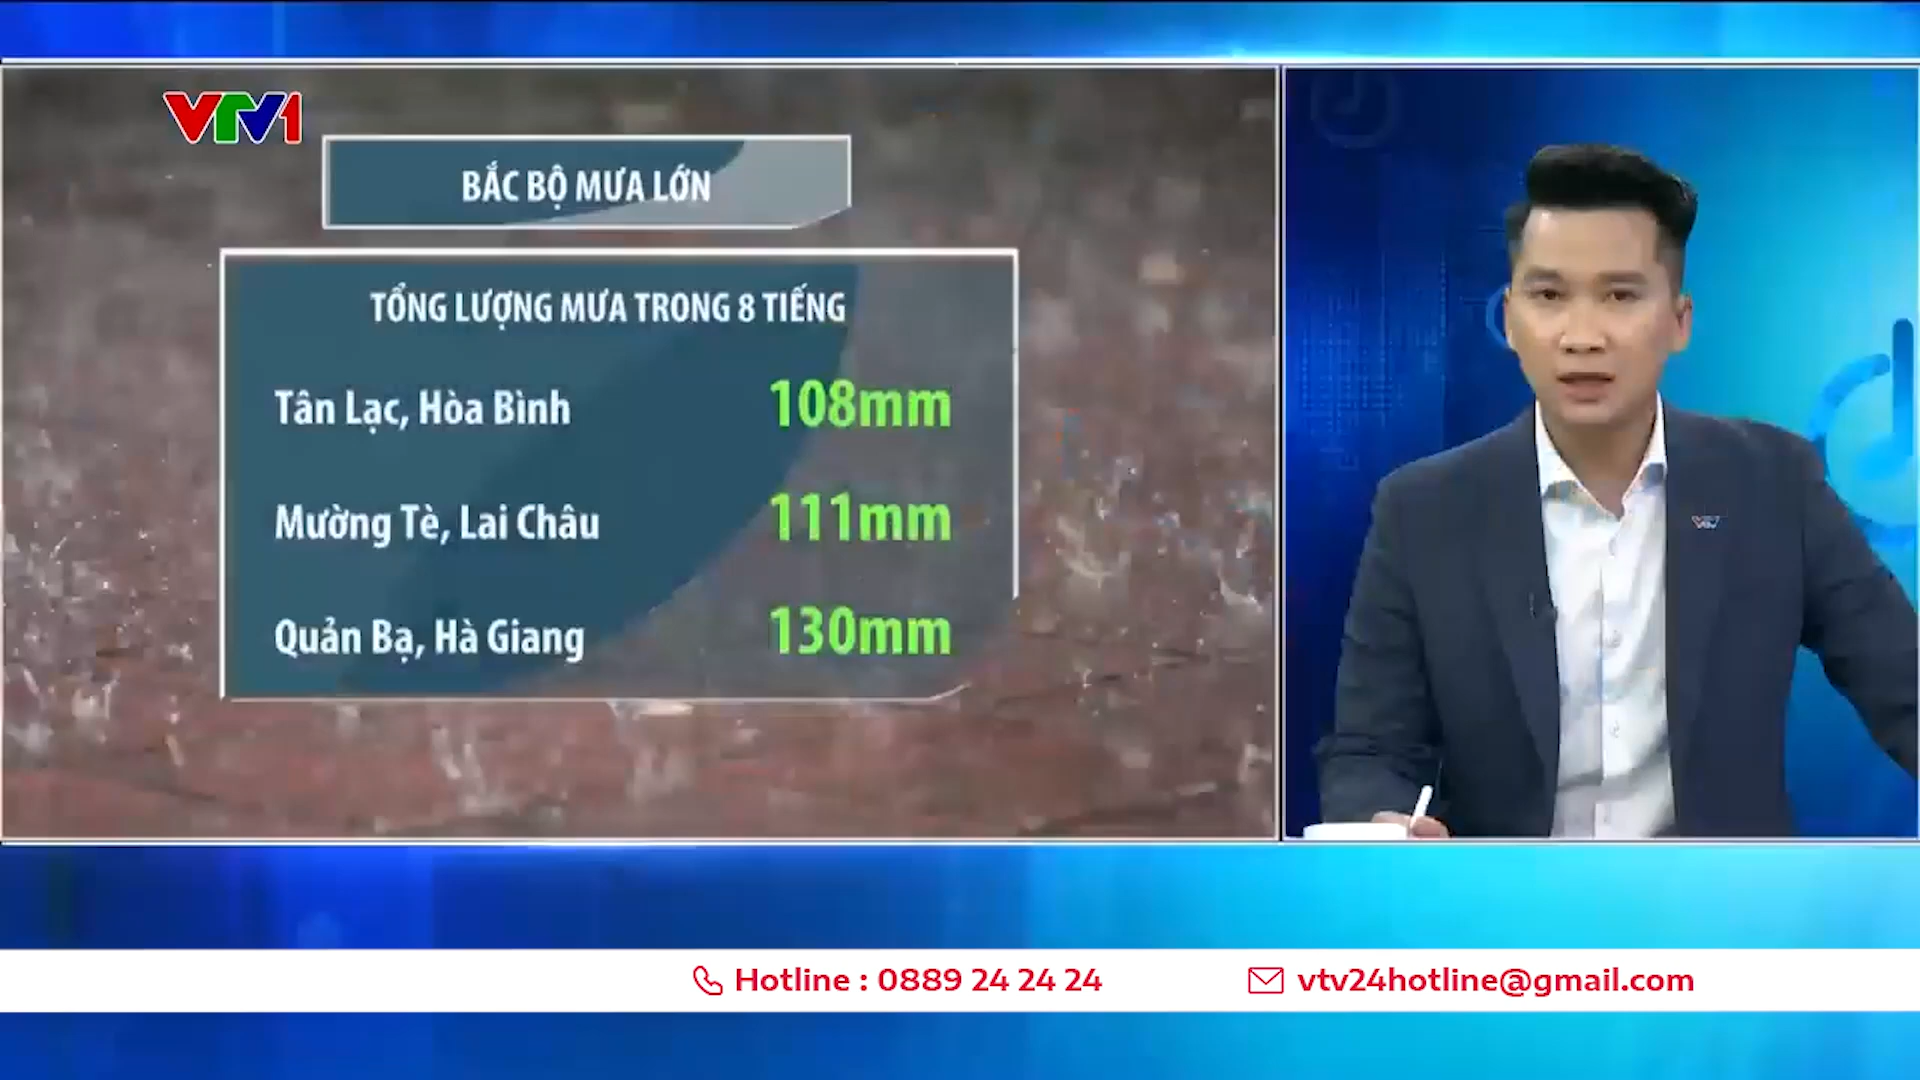 VTV1
BẮC BỘ MƯA LỚN
TỔNG LƯỢNG MƯA TRONG 8 TIẾNG
Tân Lạc, Hòa Bình 108mm
Mường Tè, Lai Châu 111mm
Quản Bạ, Hà Giang 130mm
VTV
Hotline : 0889 24 24 24
vtv24hotline@gmail.com